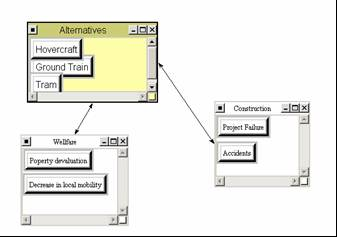 Alternatives
Hovercraft
Ground Train
Tram
Construction
Project Failure
Accidents
Wellfare
Poperty devaluation
Decrease in local mobility